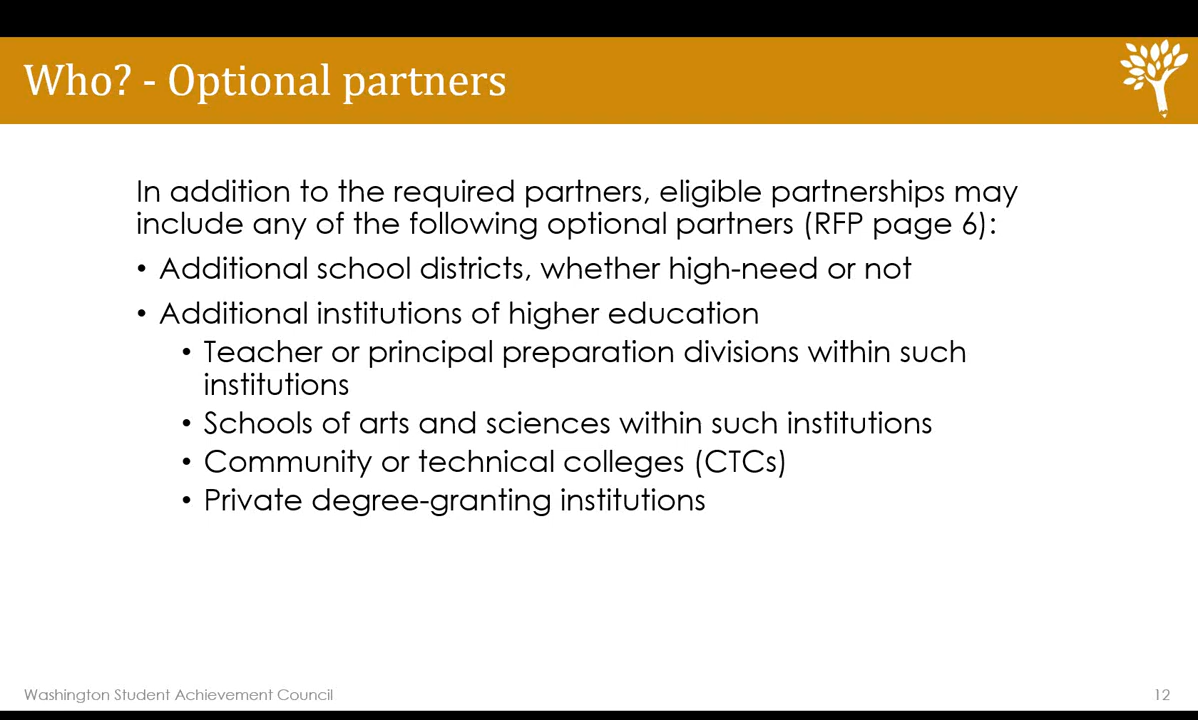 Who? - Optional partners
In addition to the required partners, eligible partnerships may
include any of the following optional partners (RFP page 6):
• Additional school districts, whether high-need or not
• Additional institutions of higher education
• Teacher or principal preparation divisions within such
institutions
• Schools of arts and sciences within such institutions
• Community or technical colleges (CTCs)
• Private degree-granting institutions
Washington Student Achievement Council
12